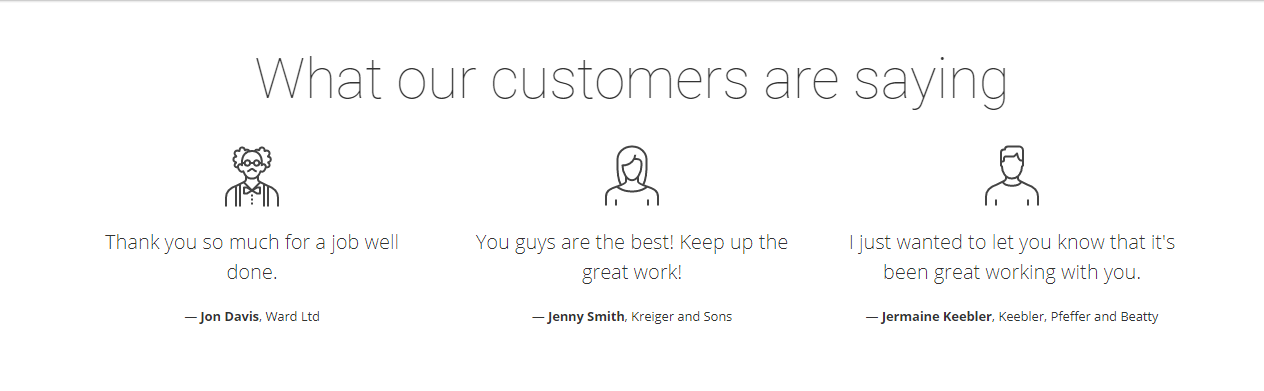 What our customers are saying
Thank you so much for a job well
done.
— Jon Davis, Ward Ltd
You guys are the best! Keep up the
great work!
— Jenny Smith, Kreiger and Sons
I just wanted to let you know that it's
been great working with you.
— Jermaine Keebler, Keebler, Pfeffer and Beatty